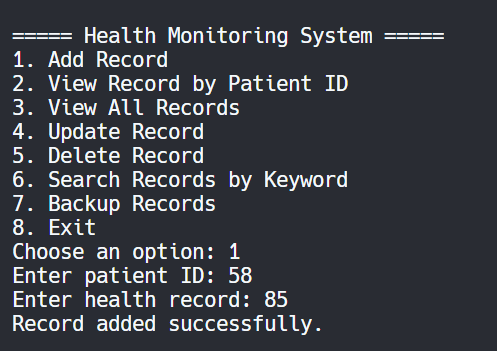 ===== Health Monitoring System =====
1. Add Record
2. View Record by Patient ID
3. View All Records
4. Update Record
5. Delete Record
6. Search Records by Keyword
7. Backup Records
8. Exit
Choose an option: 1
Enter patient ID: 58
Enter health record: 85
Record added successfully.